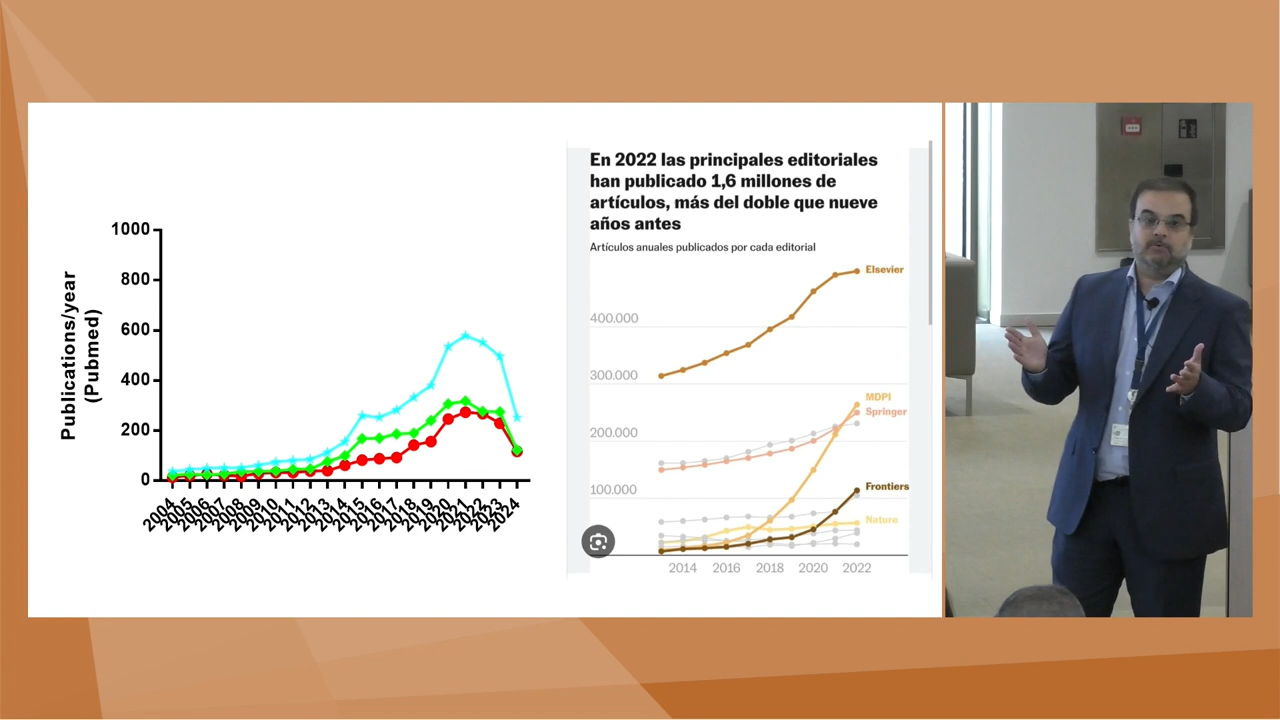 Publications/year
(Pubmed)
1000
800
600
400
200
0
2004
2005
2006
2007
2008
2009
2010
2011
2012
2013
2014
2015
2016
2017
2018
2019
2020
2021
2022
2023
2024
En 2022 las principales editoriales
han publicado 1,6 millones de
artículos, más del doble que nueve
años antes
Artículos anuales publicados por cada editorial
Elsevier
400.000
300.000
MDPI
Springer
200.000
100.000
Frontiers
Nature
2014 2016 2018 2020 2022